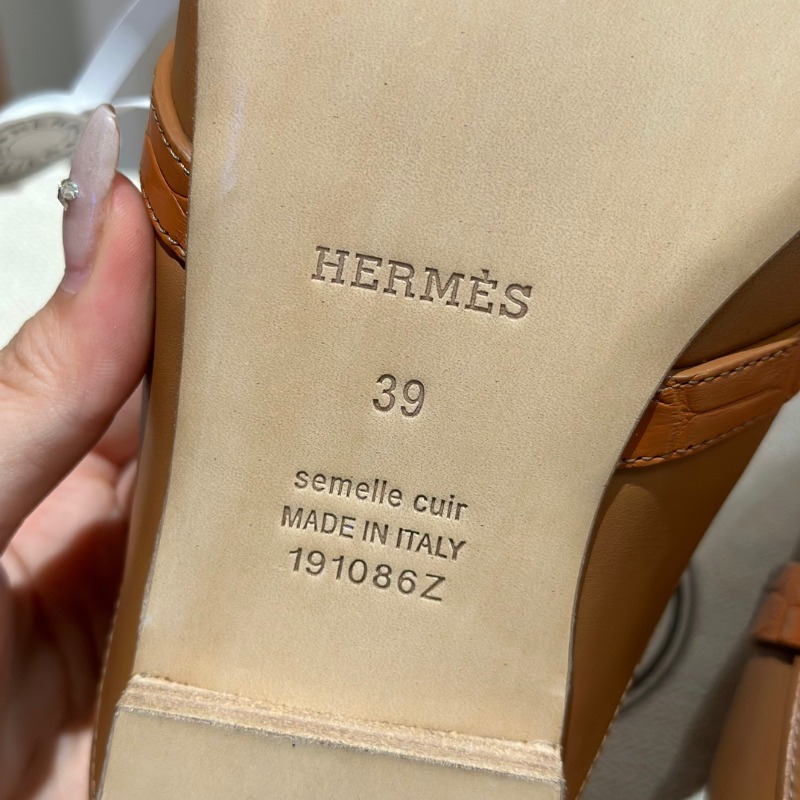 HERMÈS
39
semelle cuir
MADE IN ITALY
191086Z